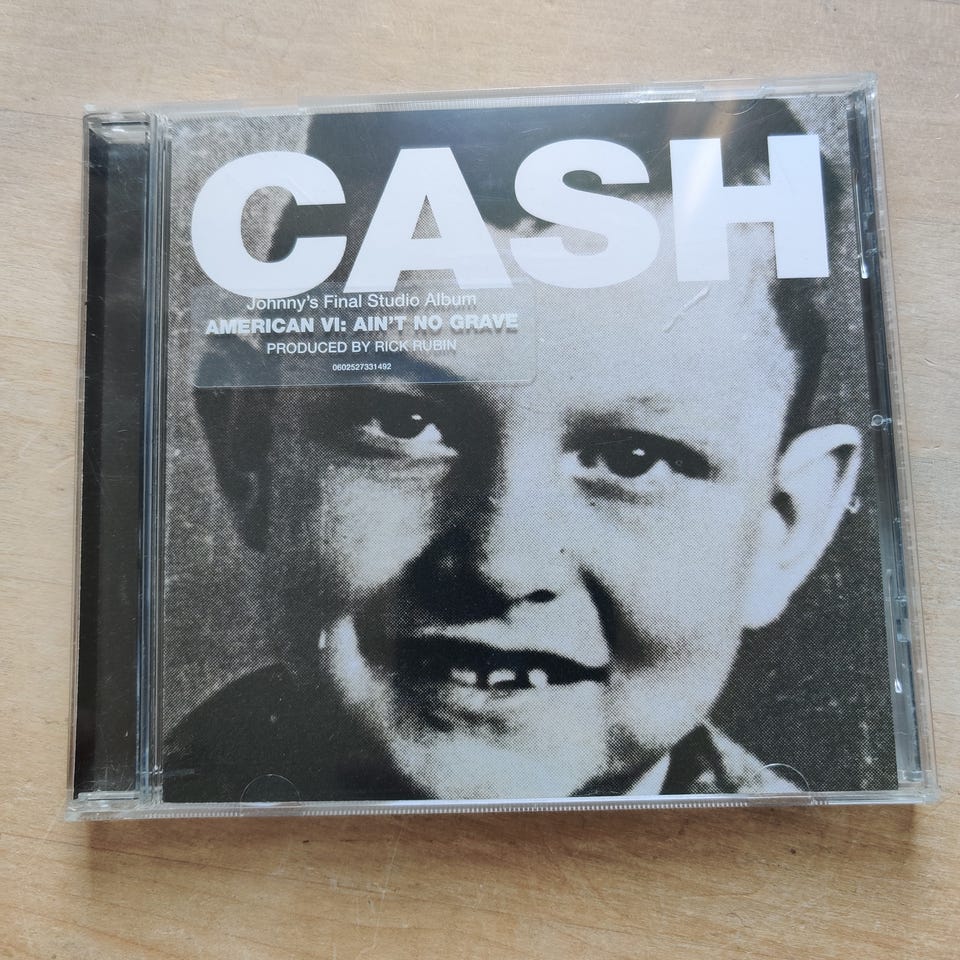 CASH
Johnny's Final Studio Album
AMERICAN VI: AIN'T NO GRAVE
PRODUCED BY RICK RUBIN
0602527331492